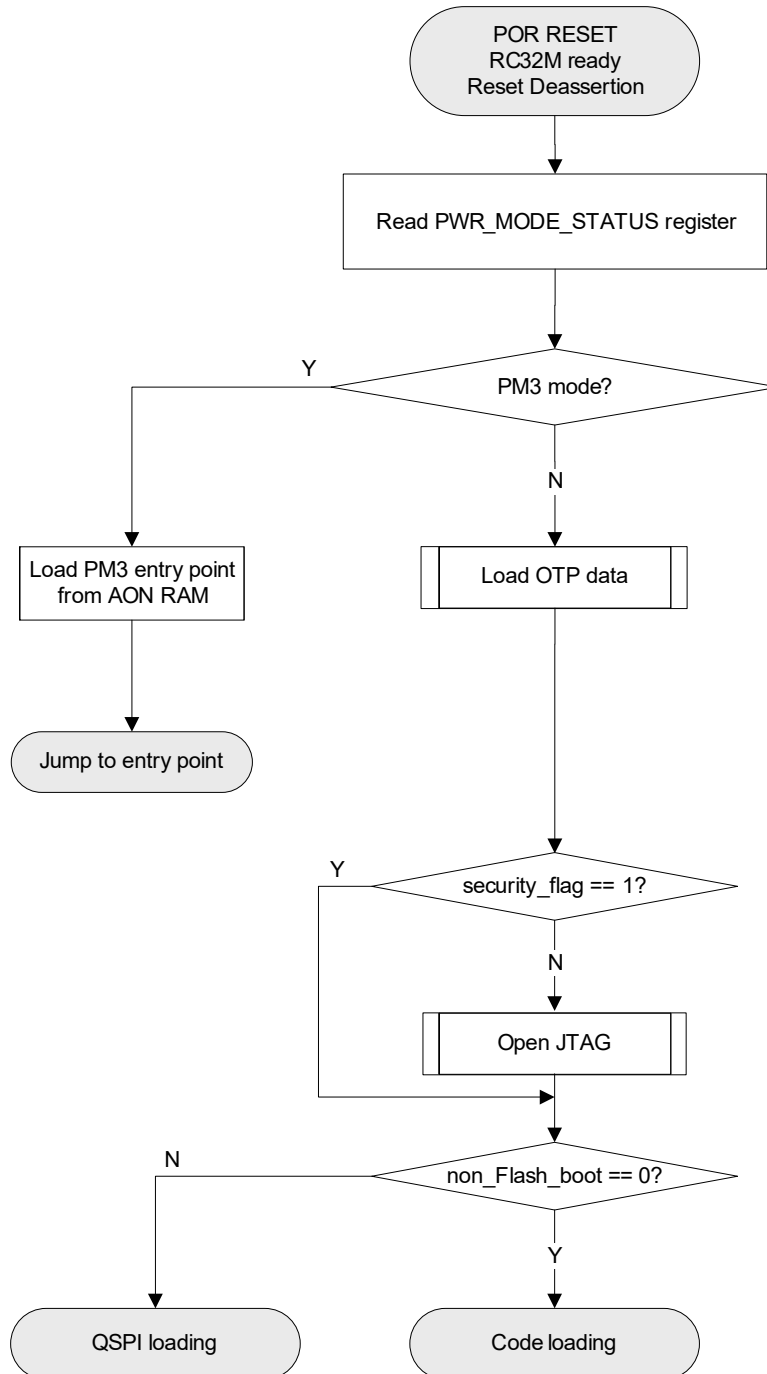 POR RESET
RC32M ready
Reset Deassertion
Read PWR_MODE_STATUS register
Y
PM3 mode?
N
Load PM3 entry point
from AON RAM
Load OTP data
Jump to entry point
Y
security_flag == 1?
N
Open JTAG
N
non_Flash_boot == 0?
Y
QSPI loading
Code loading